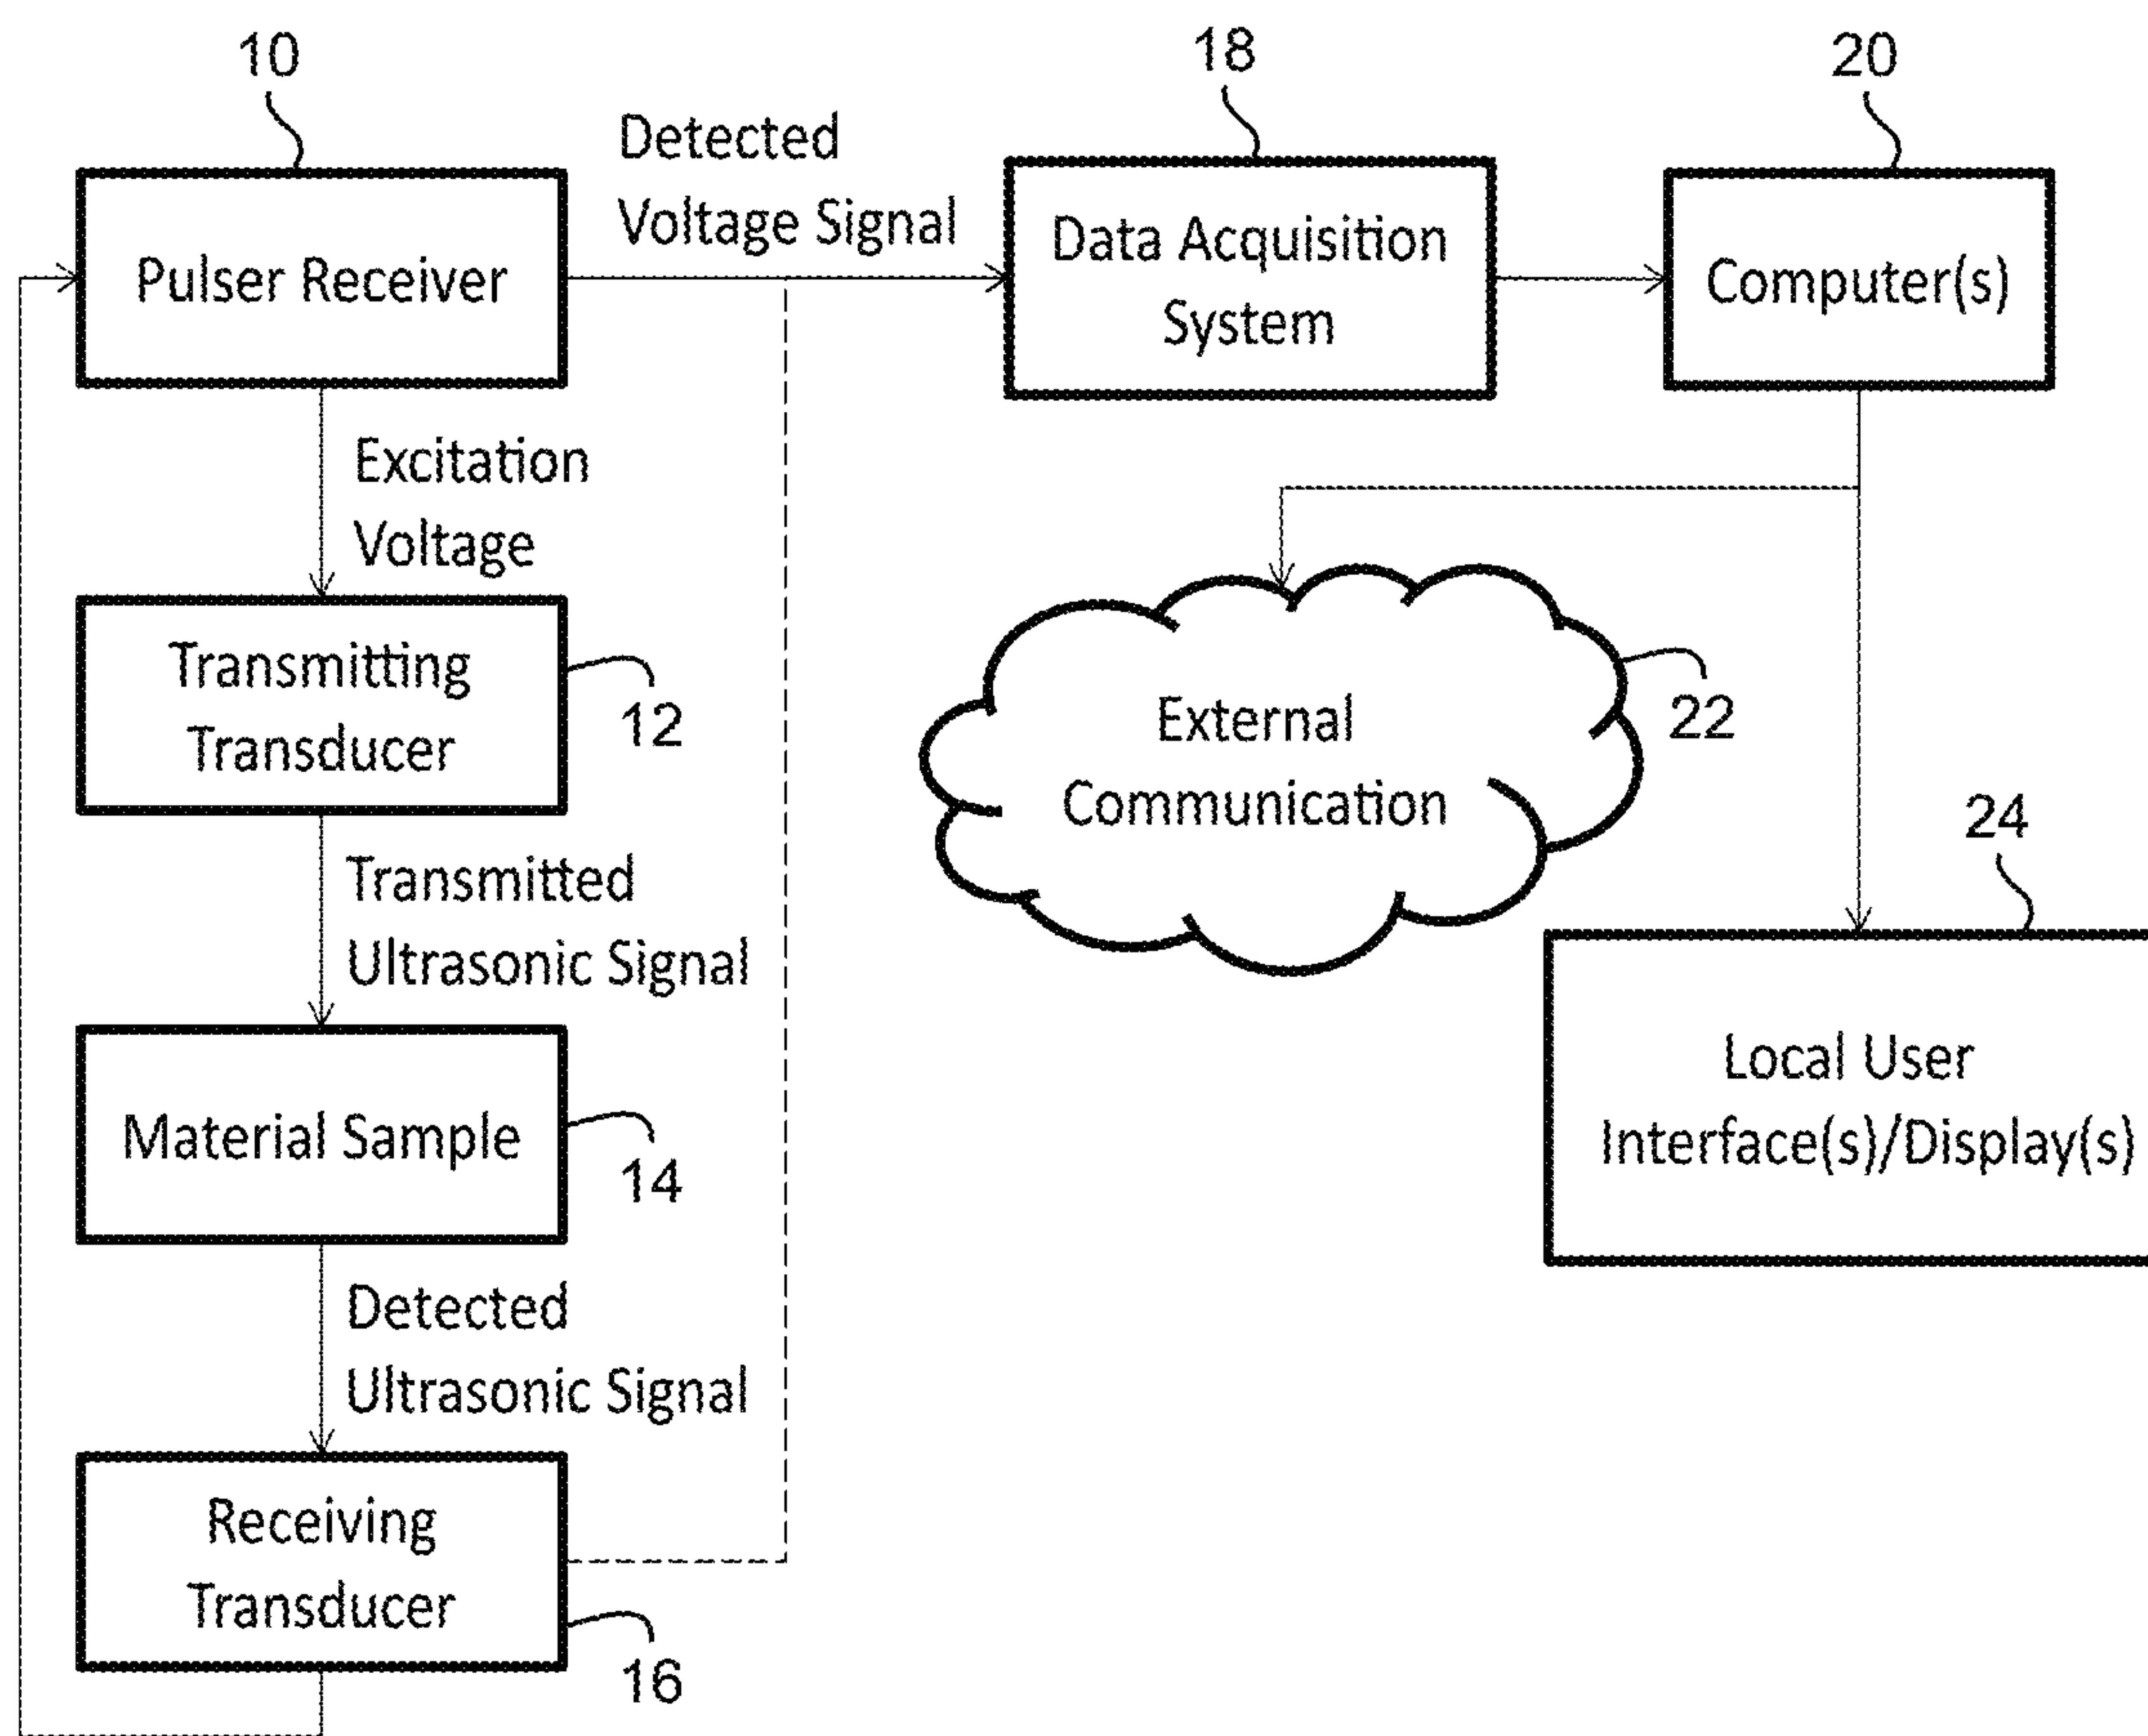 10
18
20
Detected
Voltage Signal
Pulser Receiver
Data Acquisition
System
Computer(s)
Excitation
Voltage
Transmitting
Transducer
12
External
Communication
22
Transmitted
Ultrasonic Signal
24
Material Sample
14
Local User
Interface(s)/Display(s)
Detected
Ultrasonic Signal
Receiving
Transducer
16